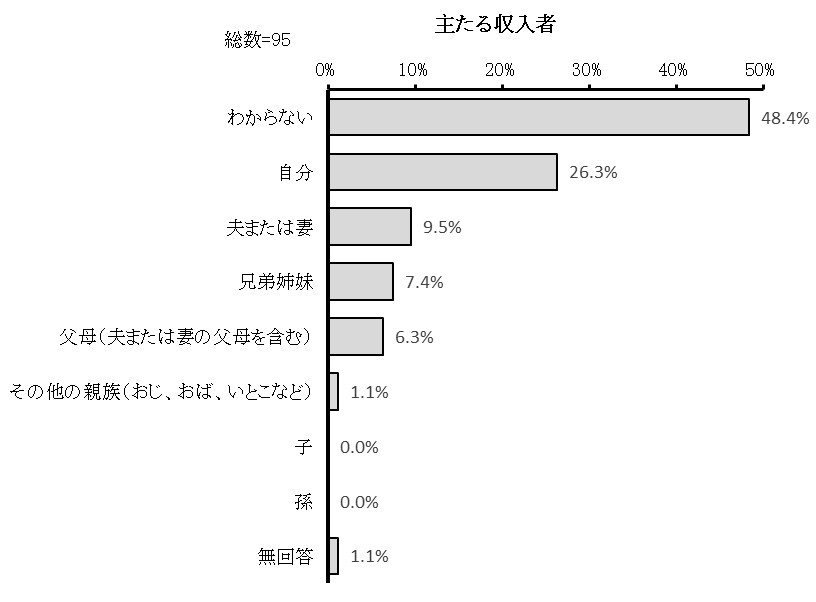 主たる収入者
総数=95
0% 10% 20% 30% 40% 50%
わからない 48.4%
自分 26.3%
夫または妻 9.5%
兄弟姉妹 7.4%
父母（夫または妻の父母を含む） 6.3%
その他の親族（おじ、おば、いとこなど） 1.1%
子 0.0%
孫 0.0%
無回答 1.1%